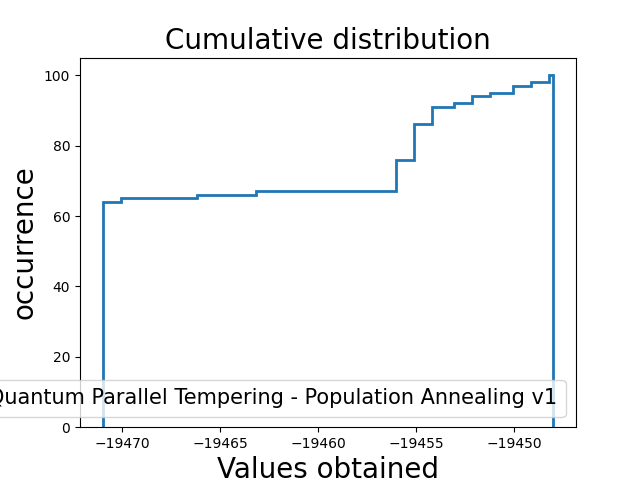 Cumulative distribution
occurrence
100
80
60
40
20
0
Parallel Tempering - Population Annealing v1
−19470 −19465 −19460 −19455 −19450
Values obtained